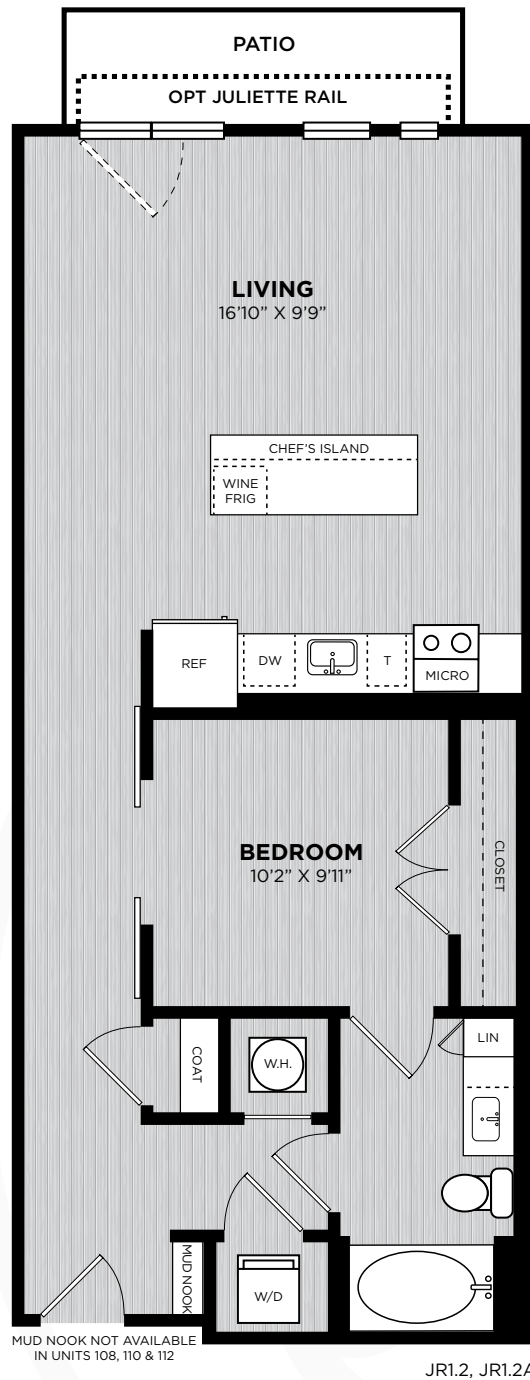 PATIO
OPT JULIETTE RAIL
LIVING
16'10” X 9'9”
CHEF'S ISLAND
WINE
FRIG
REF
DW
T
MICRO
BEDROOM
10'2” X 9'11”
CLOSET
COAT
W.H.
LIN
MUD NOOK
W/D
MUD NOOK NOT AVAILABLE
IN UNITS 108, 110 & 112
JR1.2, JR1.2A